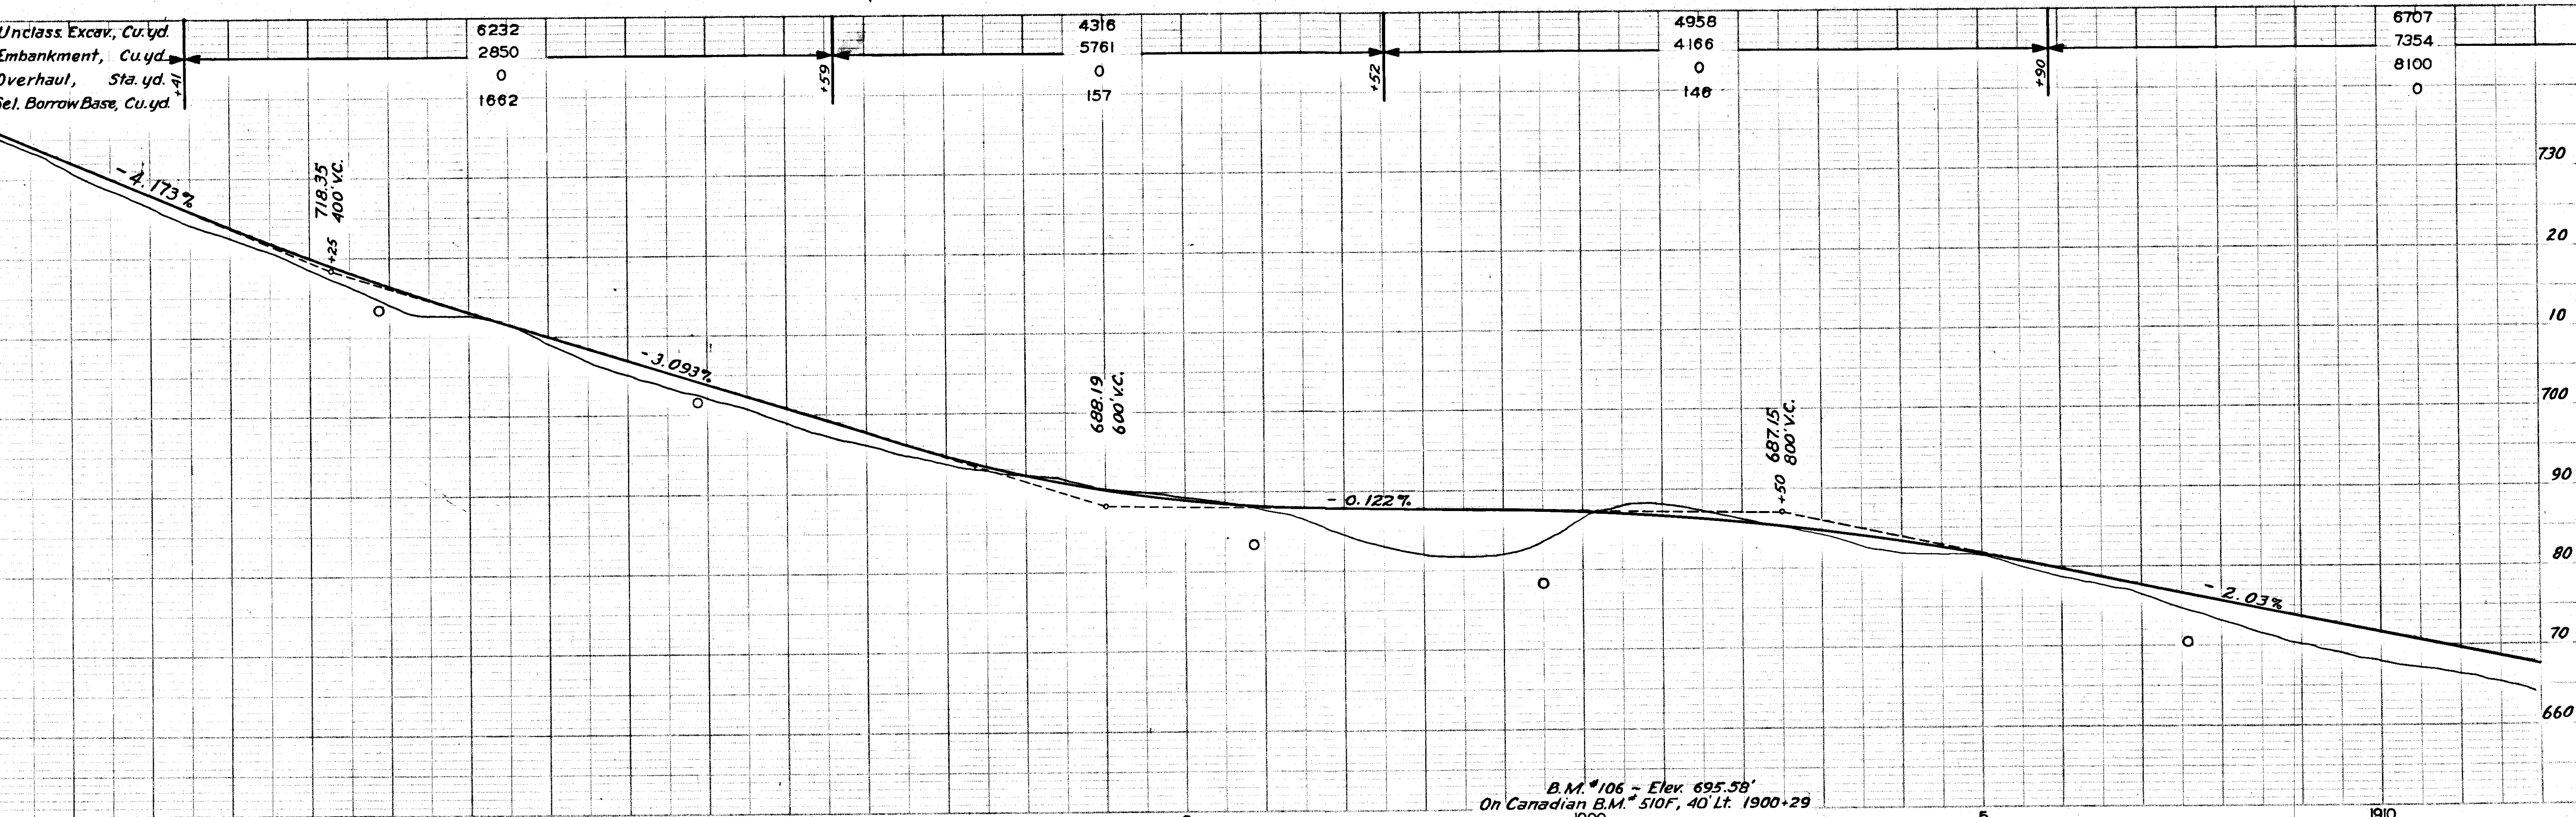 Unclass. Excav., Cu. yd. 6232 4316 4958 6707
Embankment, Cu. yd. 2850 5761 4166 7354
Overhaul, Sta. yd. 0 0 0 8100
Sel. Borrow Base, Cu. yd. 1662 157 146 0
+41
+59
+52
+90
730
-4.173%
+25 718.35
400' V.C.
20
10
-3.093%
700
688.19
600' V.C.
+50 687.15
800' V.C.
90
-0.122%
80
-2.03%
70
660
B.M. #106 ~ Elev. 695.58'
On Canadian B.M. # 510F, 40' Lt. 1900+29
1900
5
1910